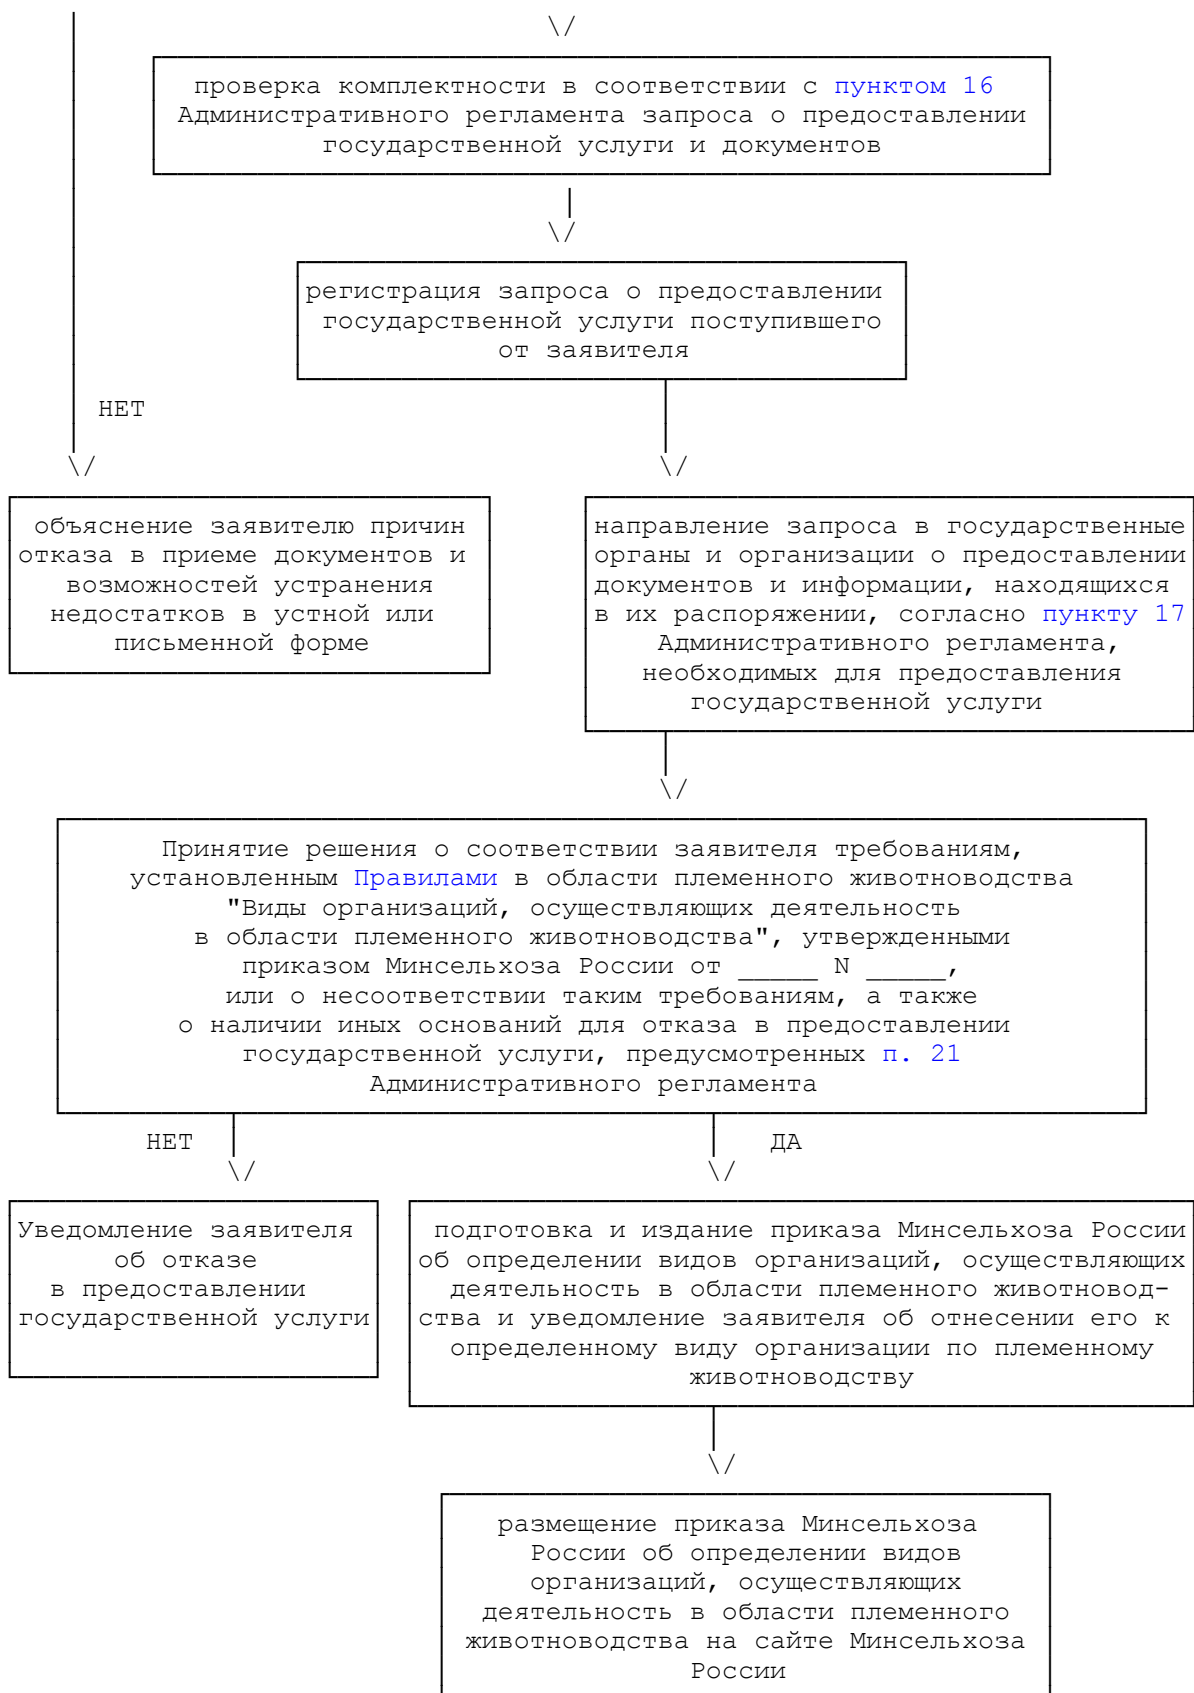 проверка комплектности в соответствии с пунктом 16
Административного регламента запроса о предоставлении
государственной услуги и документов
регистрация запроса о предоставлении
государственной услуги поступившего
от заявителя
НЕТ
объяснение заявителю причин
отказа в приеме документов и
возможностей устранения
недостатков в устной или
письменной форме
направление запроса в государственные
органы и организации о предоставлении
документов и информации, находящихся
в их распоряжении, согласно пункту 17
Административного регламента,
необходимых для предоставления
государственной услуги
Принятие решения о соответствии заявителя требованиям,
установленным Правилами в области племенного животноводства
"Виды организаций, осуществляющих деятельность
в области племенного животноводства", утвержденными
приказом Минсельхоза России от _____ N _____,
или о несоответствии таким требованиям, а также
о наличии иных оснований для отказа в предоставлении
государственной услуги, предусмотренных п. 21
Административного регламента
НЕТ
ДА
Уведомление заявителя
об отказе
в предоставлении
государственной услуги
подготовка и издание приказа Минсельхоза России
об определении видов организаций, осуществляющих
деятельность в области племенного животновод-
ства и уведомление заявителя об отнесении его к
определенному виду организации по племенному
животноводству
размещение приказа Минсельхоза
России об определении видов
организаций, осуществляющих
деятельность в области племенного
животноводства на сайте Минсельхоза
России